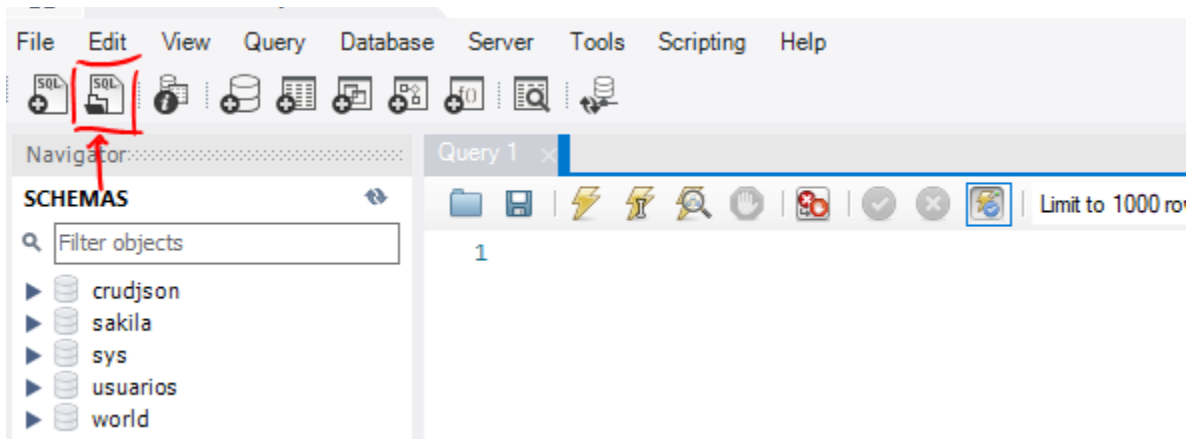 File Edit View Query Database Server Tools Scripting Help
SQL SQL
Navigator
Query 1
SCHEMAS
Limit to 1000
Filter objects
1
crudjson
sakila
sys
usuarios
world